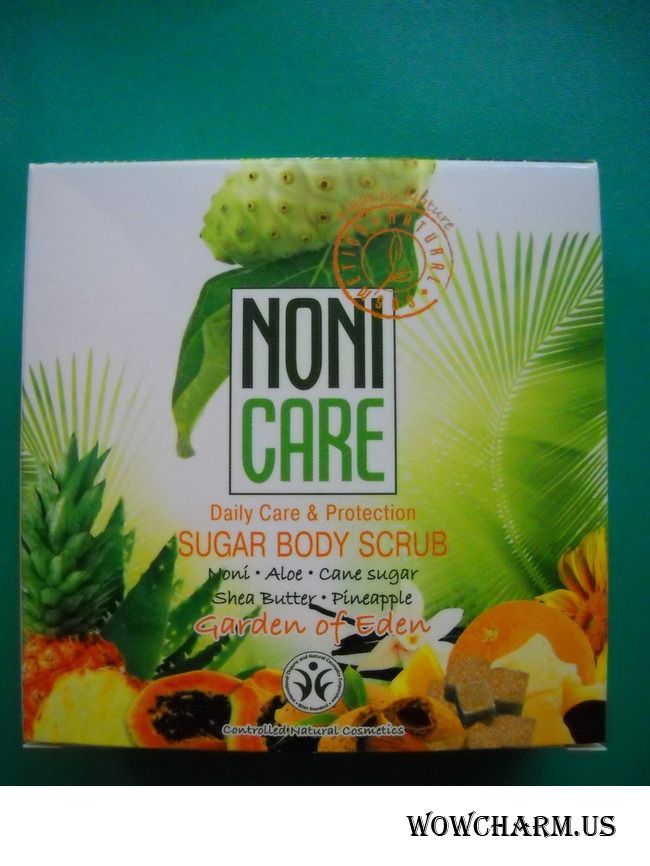 NONI
CARE
Daily Care & Protection
SUGAR BODY SCRUB
Noni • Aloe • Cane sugar
Shea Butter • Pineapple
Garden of Eden
Controlled Natural Cosmetics
WOWCHARM.US